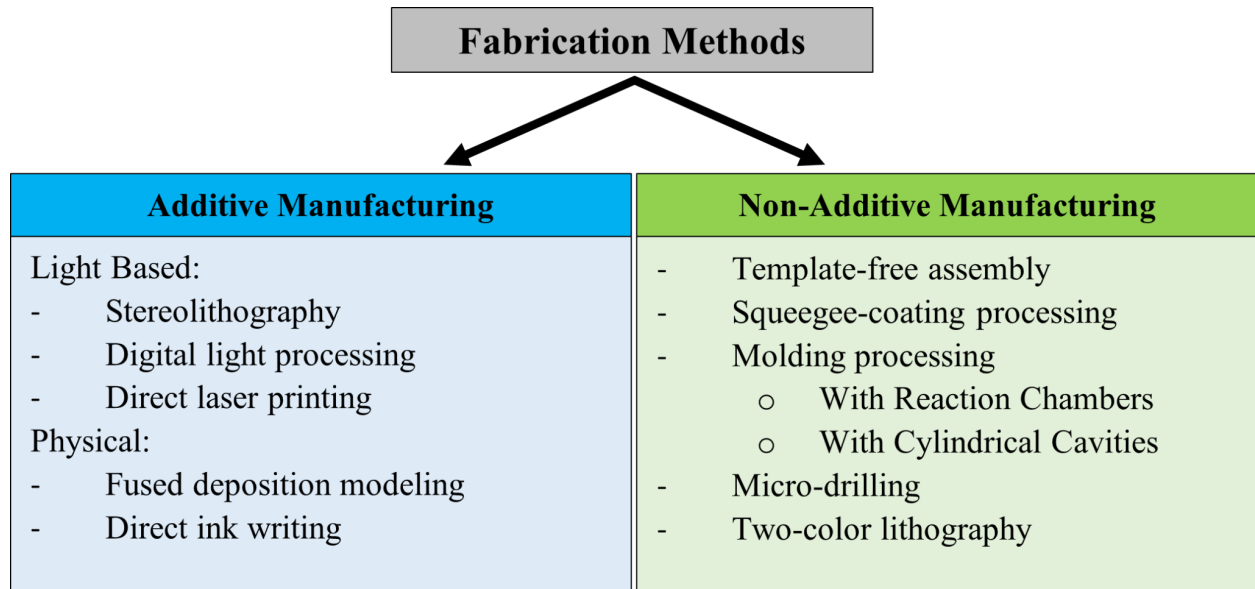 Fabrication Methods
Additive Manufacturing
Light Based:
- Stereolithography
- Digital light processing
- Direct laser printing
Physical:
- Fused deposition modeling
- Direct ink writing
Non-Additive Manufacturing
- Template-free assembly
- Squeegee-coating processing
- Molding processing
o With Reaction Chambers
o With Cylindrical Cavities
- Micro-drilling
- Two-color lithography